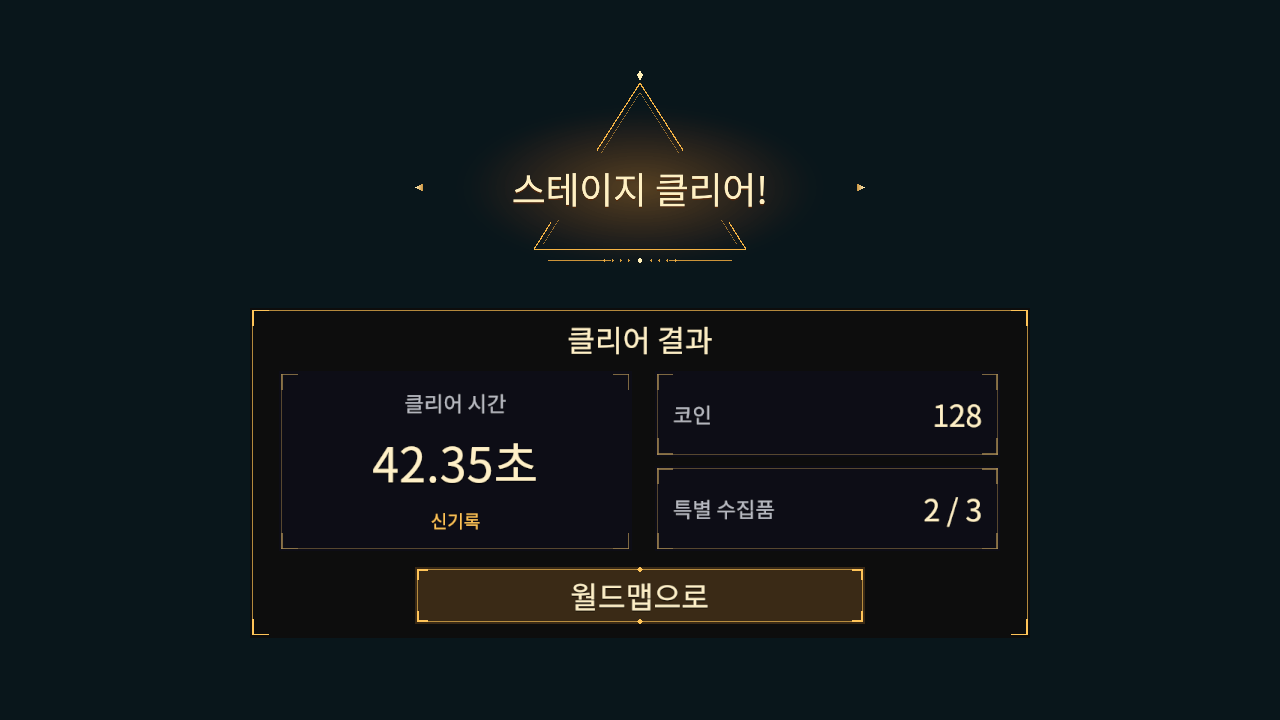 스테이지 클리어!
클리어 결과
클리어 시간
42.35초
신기록
코인
128
특별 수집품
2 / 3
월드맵으로